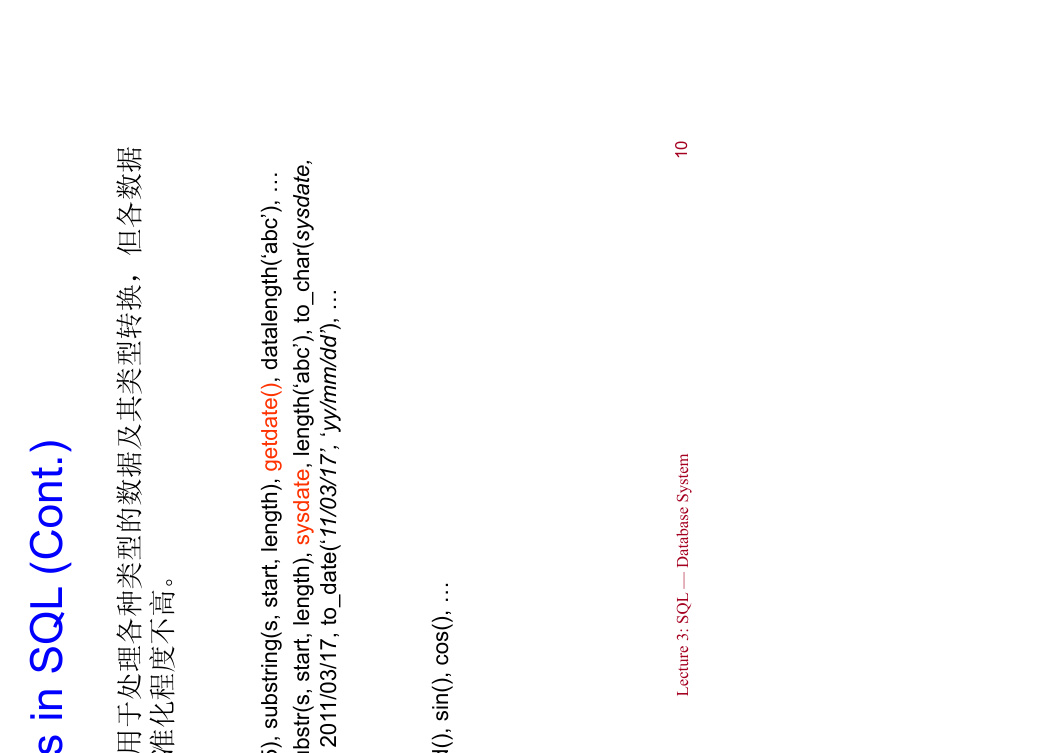 s in SQL (Cont.)
用于处理各种类型的数据及其类型转换，但各数据
准化程度不高。
), substring(s, start, length), getdate(), datalength(‘abc’), …
bstr(s, start, length), sysdate, length(‘abc’), to_char(sysdate,
2011/03/17, to_date(‘11/03/17’, ‘yy/mm/dd’), …
d(), sin(), cos(), …
Lecture 3: SQL — Database System 10